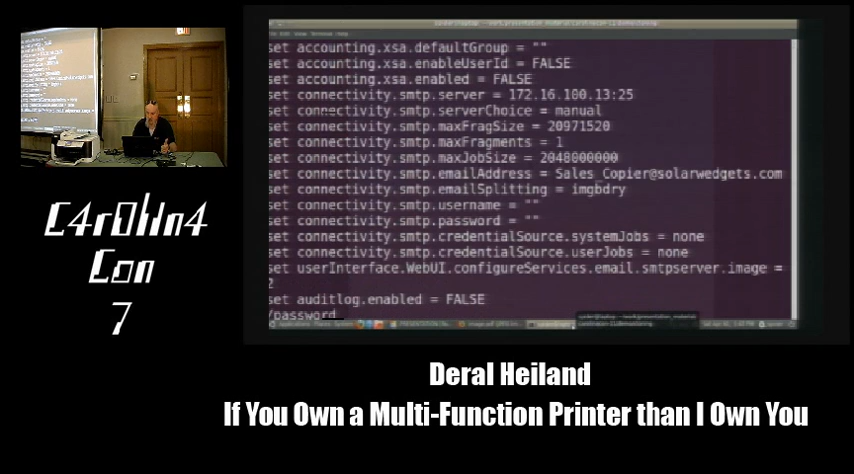 set accounting.xsa.defaultGroup = ""
set accounting.xsa.enableUserId = FALSE
set accounting.xsa.enabled = FALSE
set connectivity.smtp.server = 172.16.100.13:25
set connectivity.smtp.serverChoice = manual
set connectivity.smtp.maxFragSize = 20971520
set connectivity.smtp.maxFragments = 1
set connectivity.smtp.maxJobSize = 2048000000
set connectivity.smtp.emailAddress = Sales_Copier@solarwedgets.com
set connectivity.smtp.emailSplitting = imgbdry
set connectivity.smtp.username = ""
set connectivity.smtp.password = ""
set connectivity.smtp.credentialSource.systemJobs = none
set connectivity.smtp.credentialSource.userJobs = none
set userInterface.WebUI.configureServices.email.smtpserver.image =
2
set auditlog.enabled = FALSE
/password
C4r0l1n4
Con
7
Deral Heiland
If You Own a Multi-Function Printer than I Own You